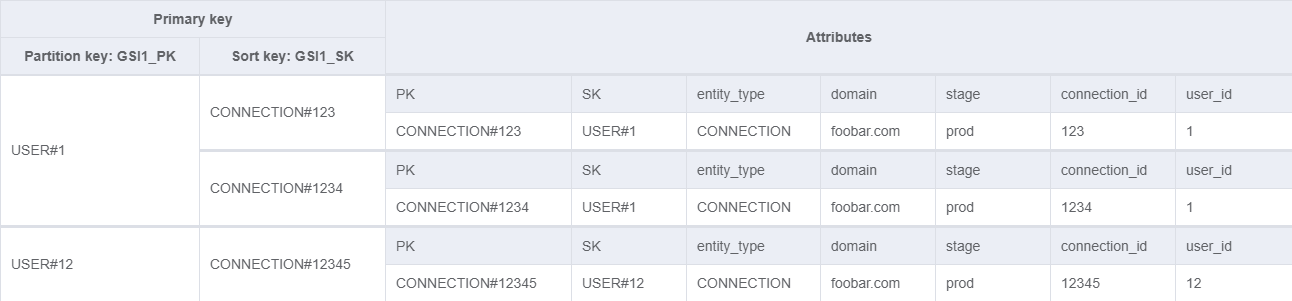 Primary key
Attributes
Partition key: GSI1_PK Sort key: GSI1_SK
PK SK entity_type domain stage connection_id user_id
CONNECTION#123
CONNECTION#123 USER#1 CONNECTION foobar.com prod 123 1
USER#1
PK SK entity_type domain stage connection_id user_id
CONNECTION#1234
CONNECTION#1234 USER#1 CONNECTION foobar.com prod 1234 1
PK SK entity_type domain stage connection_id user_id
USER#12 CONNECTION#12345
CONNECTION#12345 USER#12 CONNECTION foobar.com prod 12345 12